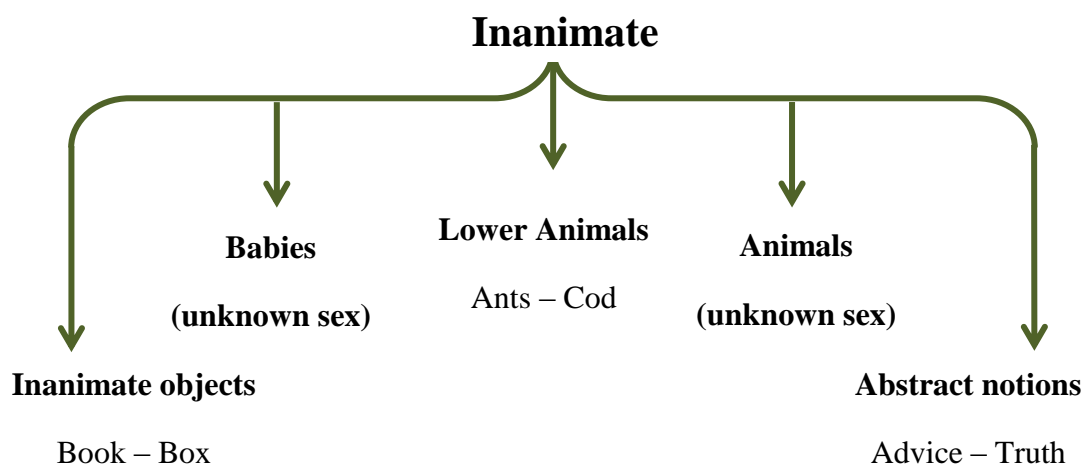 Inanimate
Babies
(unknown sex)
Lower Animals
Ants – Cod
Animals
(unknown sex)
Inanimate objects
Book – Box
Abstract notions
Advice – Truth